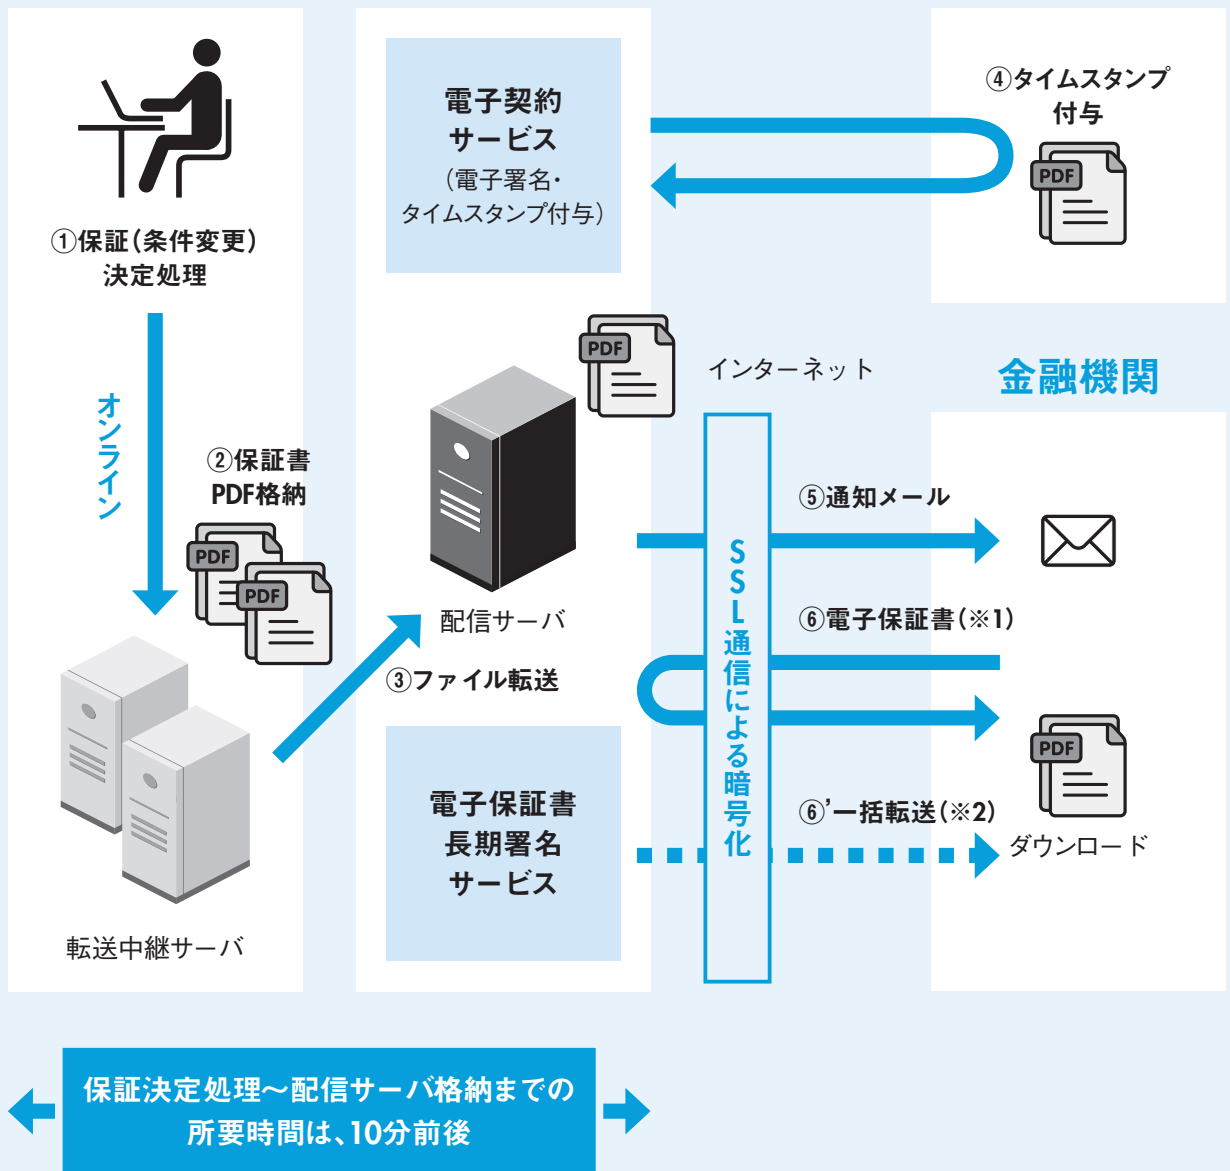 ①保証(条件変更)
決定処理
オンライン
②保証書
PDF格納
PDF
PDF
転送中継サーバ
電子契約
サービス
(電子署名・
タイムスタンプ付与)
PDF
配信サーバ
③ファイル転送
電子保証書
長期署名
サービス
④タイムスタンプ
付与
PDF
インターネット
金融機関
SSL通信による暗号化
⑤通知メール
⑥電子保証書(※1)
PDF
⑥'一括転送(※2)
ダウンロード
保証決定処理～配信サーバ格納までの
所要時間は、10分前後